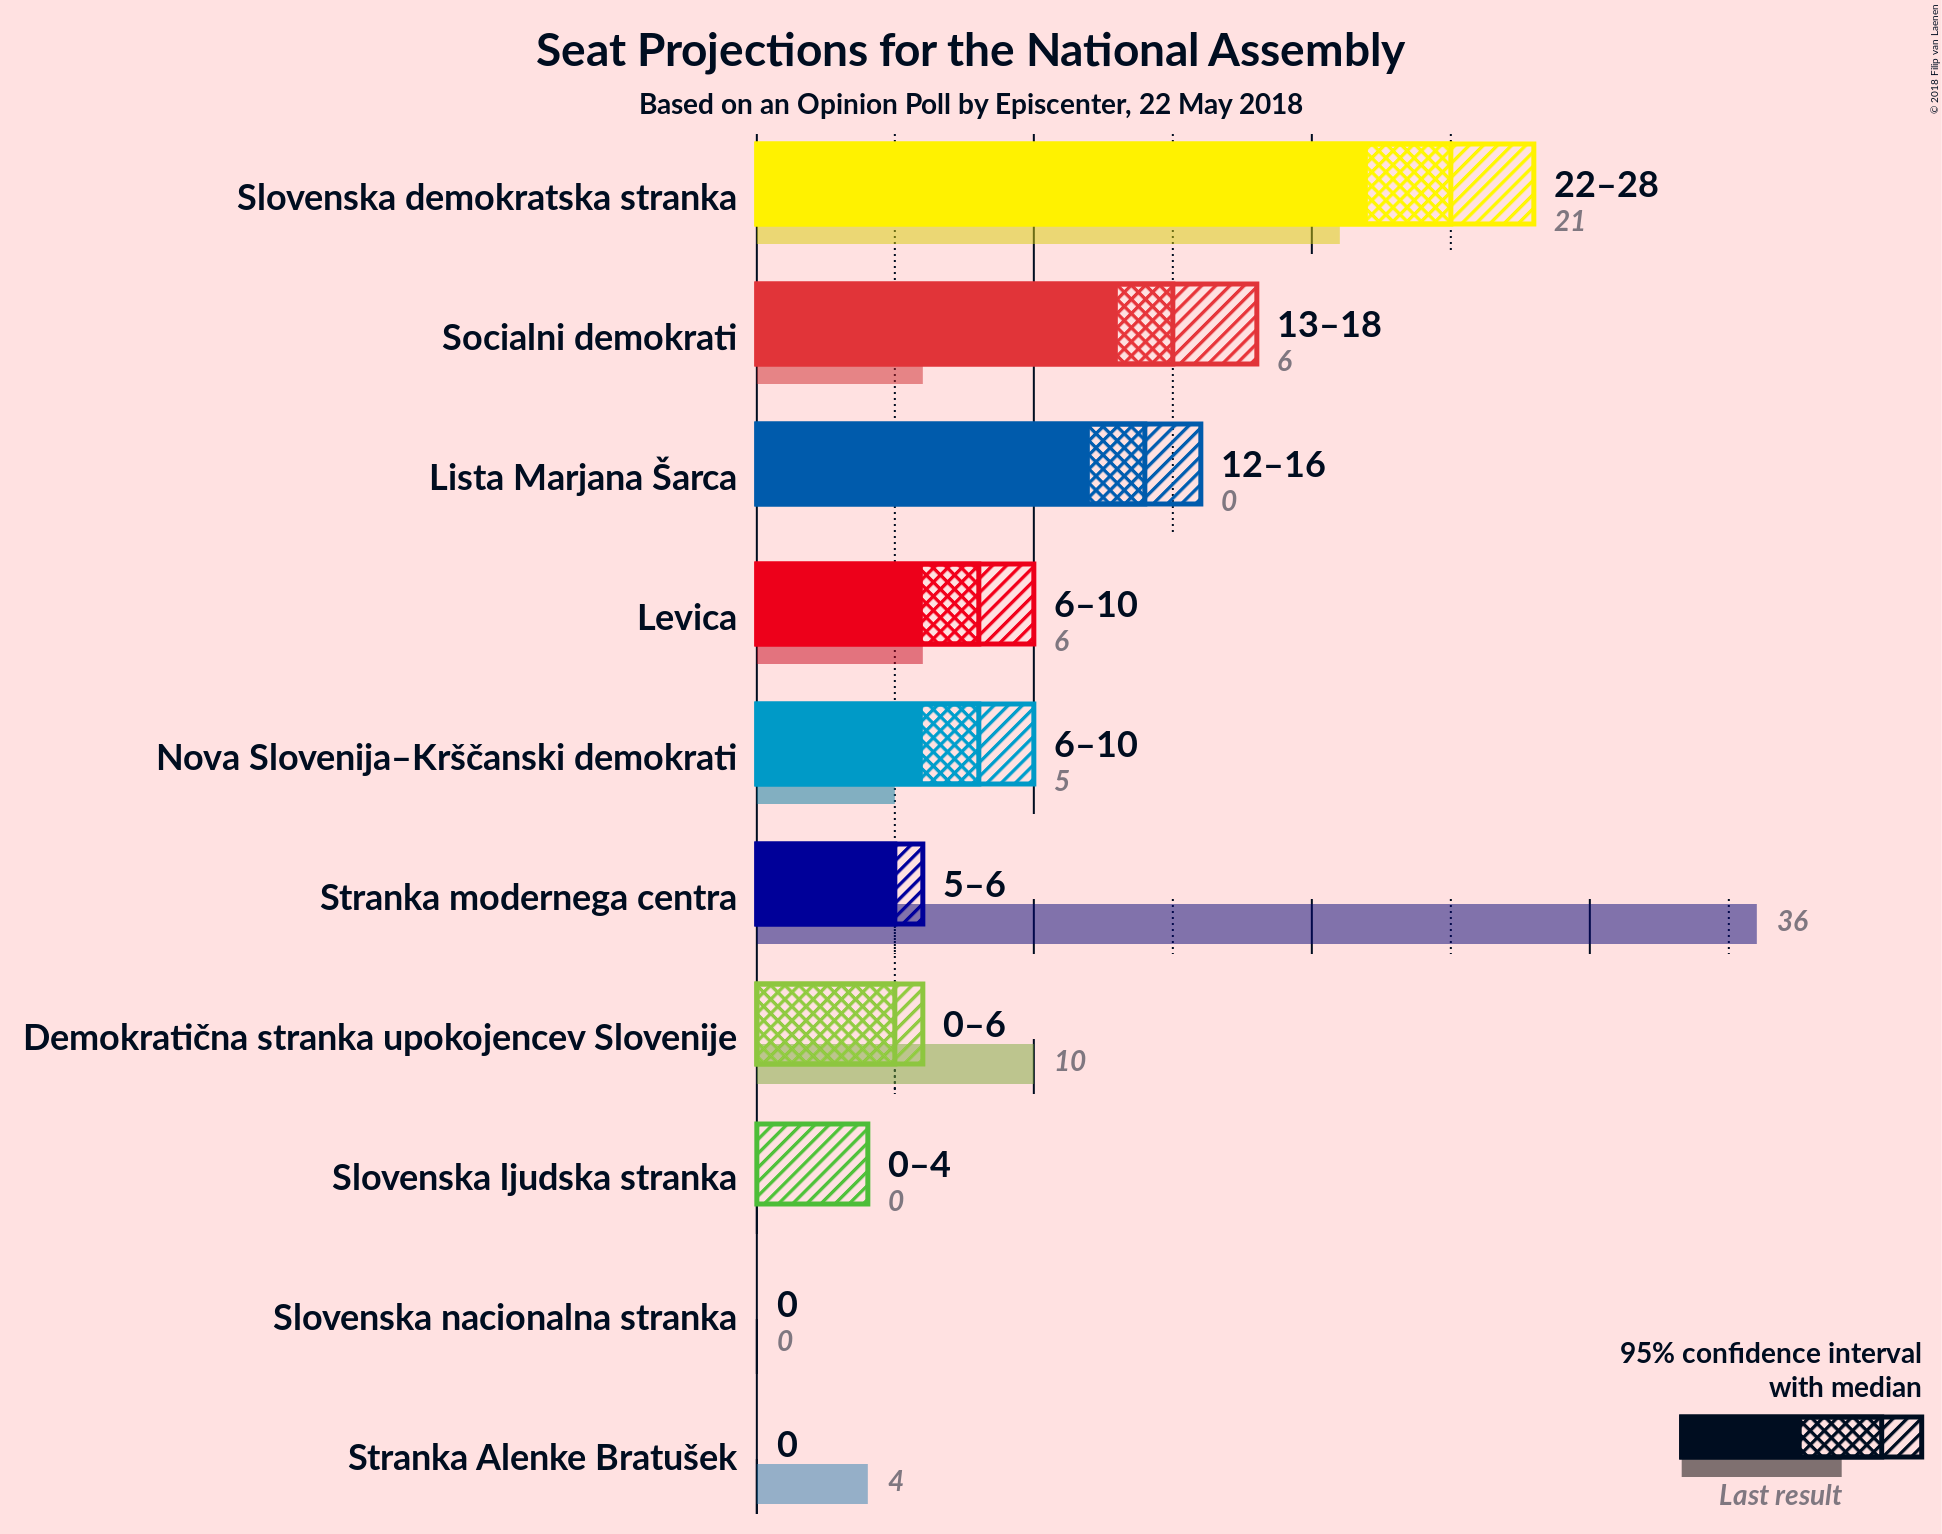 Seat Projections for the National Assembly
Based on an Opinion Poll by Episcenter, 22 May 2018
© 2018 Filip van Laenen
Slovenska demokratska stranka
22–28
21
Socialni demokrati
13–18
6
Lista Marjana Šarca
12–16
0
Levica
6–10
6
Nova Slovenija–Krščanski demokrati
6–10
5
Stranka modernega centra
5–6
36
Demokratična stranka upokojencev Slovenije
0–6
10
Slovenska ljudska stranka
0–4
0
Slovenska nacionalna stranka
0
0
Stranka Alenke Bratušek
0
4
95% confidence interval
with median
Last result